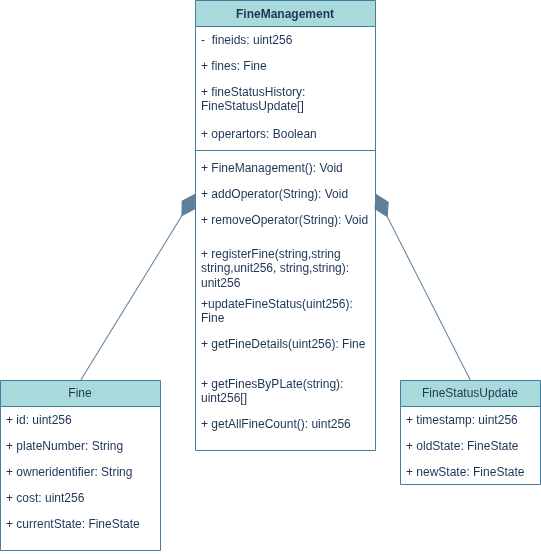 FineManagement
-  fineids: uint256
+ fines: Fine
+ fineStatusHistory:
FineStatusUpdate[]
+ operartors: Boolean
+ FineManagement(): Void
+ addOperator(String): Void
+ removeOperator(String): Void
+ registerFine(string,string
string,unit256, string,string):
unit256
+updateFineStatus(uint256):
Fine
+ getFineDetails(uint256): Fine
+ getFinesByPLate(string):
uint256[]
+ getAllFineCount(): uint256
Fine
+ id: uint256
+ plateNumber: String
+ owneridentifier: String
+ cost: uint256
+ currentState: FineState
FineStatusUpdate
+ timestamp: uint256
+ oldState: FineState
+ newState: FineState